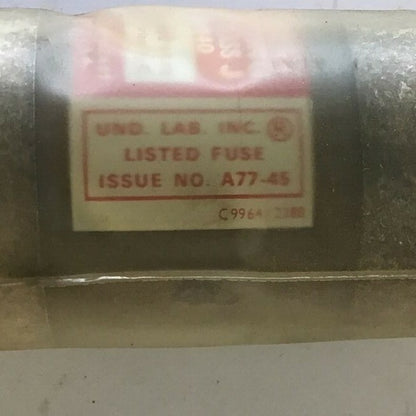 UND. LAB. INC.
LISTED FUSE
ISSUE NO. A77-45
C9964